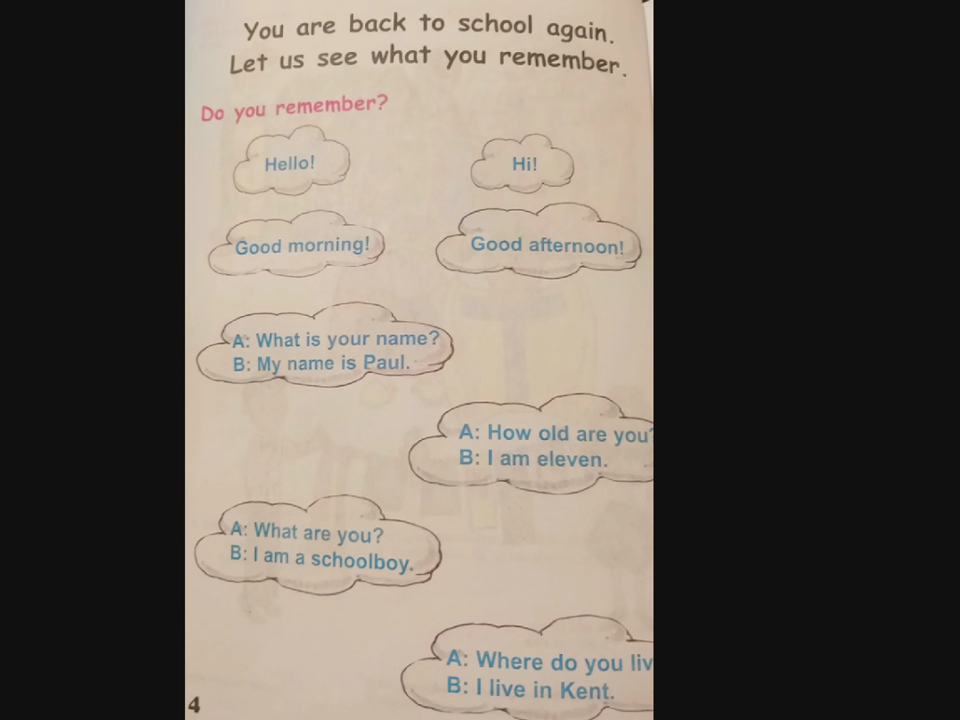 You are back to school again.
Let us see what you remember.
Do you remember?
Hello!
Hi!
Good morning!
Good afternoon!
A: What is your name?
B: My name is Paul.
A: How old are you?
B: I am eleven.
A: What are you?
B: I am a schoolboy.
A: Where do you liv
B: I live in Kent.
4